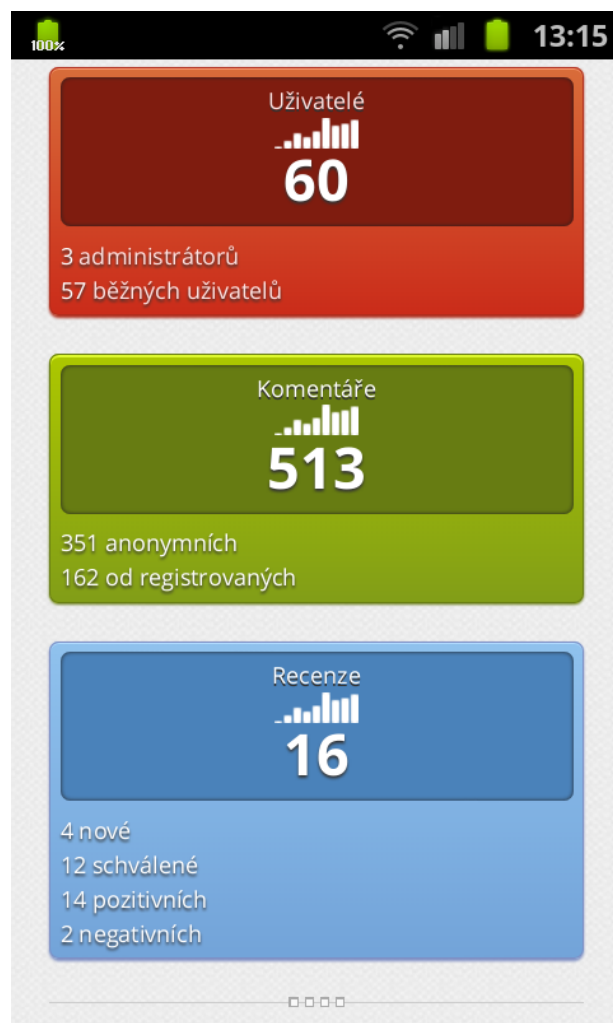 100%
13:15
Uživatelé
60
3 administrátorů
57 běžných uživatelů
Komentáře
513
351 anonymních
162 od registrovaných
Recenze
16
4 nové
12 schválené
14 pozitivních
2 negativních